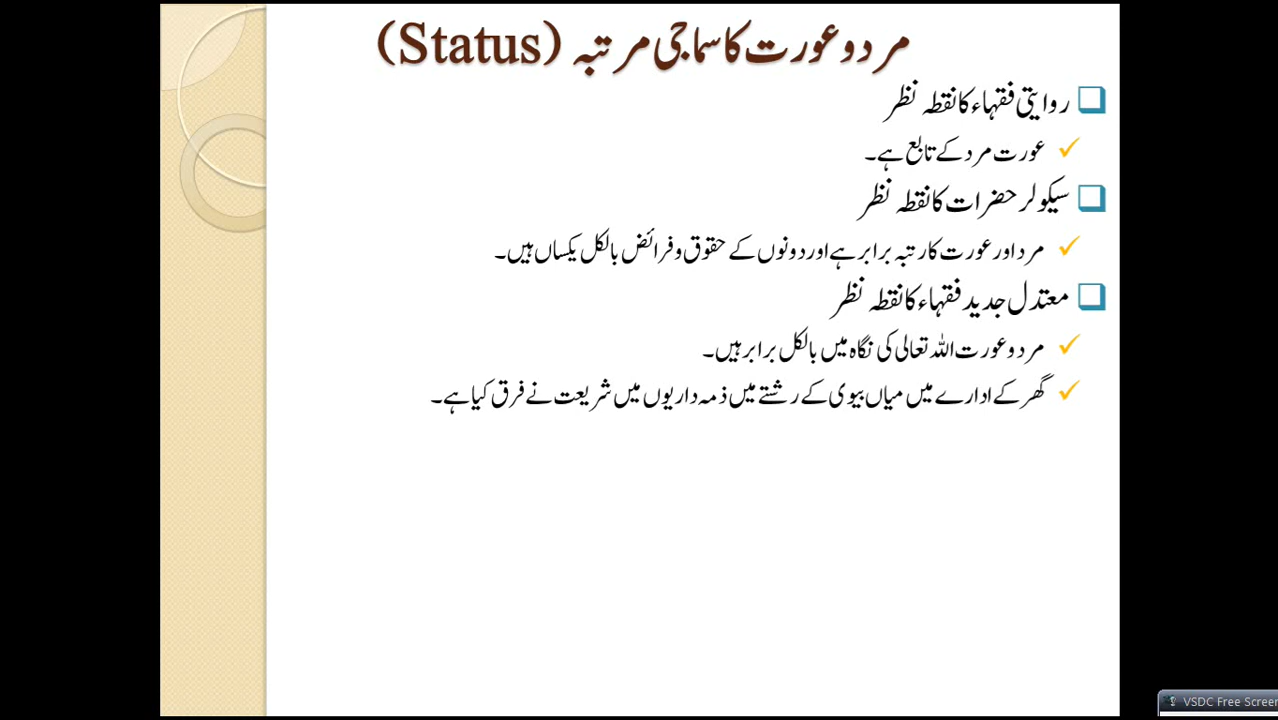 مرد و عورت کا سماجی مرتبہ (Status)
روایتی فقہاء کا نقطہ نظر
عورت مرد کے تابع ہے۔
سیکولر حضرات کا نقطہ نظر
مرد اور عورت کا رتبہ برابر ہے اور دونوں کے حقوق و فرائض بالکل یکساں ہیں۔
معتدل جدید فقہاء کا نقطہ نظر
مرد و عورت اللہ تعالی کی نگاہ میں بالکل برابر ہیں۔
گھر کے ادارے میں میاں بیوی کے رشتے میں ذمہ داریوں میں شریعت نے فرق کیا ہے۔
VSDC Free Screen